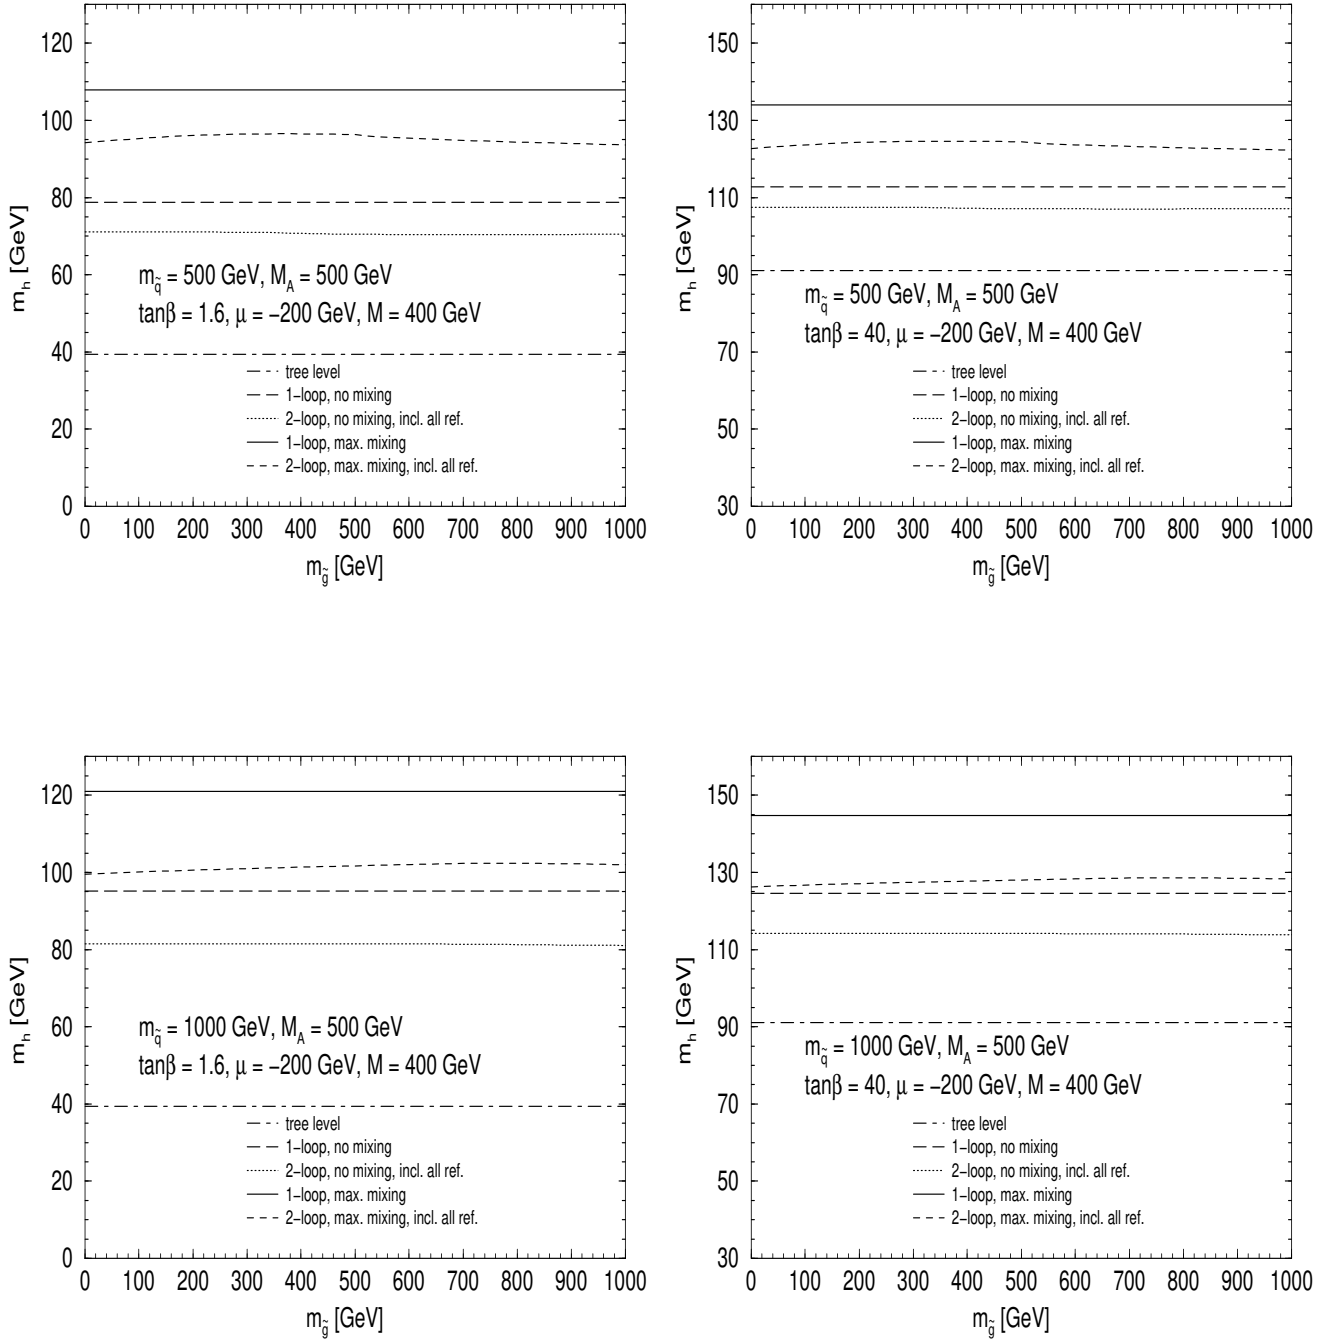 120
100
80
60
40
20
0
m_h [GeV]
m_q̃ = 500 GeV, M_A = 500 GeV
tanβ = 1.6, μ = −200 GeV, M = 400 GeV
tree level
1−loop, no mixing
2−loop, no mixing, incl. all ref.
1−loop, max. mixing
2−loop, max. mixing, incl. all ref.
0 100 200 300 400 500 600 700 800 900 1000
m_g̃ [GeV]
150
130
110
90
70
50
30
m_h [GeV]
m_q̃ = 500 GeV, M_A = 500 GeV
tanβ = 40, μ = −200 GeV, M = 400 GeV
tree level
1−loop, no mixing
2−loop, no mixing, incl. all ref.
1−loop, max. mixing
2−loop, max. mixing, incl. all ref.
0 100 200 300 400 500 600 700 800 900 1000
m_g̃ [GeV]
120
100
80
60
40
20
0
m_h [GeV]
m_q̃ = 1000 GeV, M_A = 500 GeV
tanβ = 1.6, μ = −200 GeV, M = 400 GeV
tree level
1−loop, no mixing
2−loop, no mixing, incl. all ref.
1−loop, max. mixing
2−loop, max. mixing, incl. all ref.
0 100 200 300 400 500 600 700 800 900 1000
m_g̃ [GeV]
150
130
110
90
70
50
30
m_h [GeV]
m_q̃ = 1000 GeV, M_A = 500 GeV
tanβ = 40, μ = −200 GeV, M = 400 GeV
tree level
1−loop, no mixing
2−loop, no mixing, incl. all ref.
1−loop, max. mixing
2−loop, max. mixing, incl. all ref.
0 100 200 300 400 500 600 700 800 900 1000
m_g̃ [GeV]